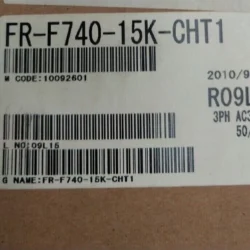 FR-F740-15K-CHT1
M CODE:10092601
2010/9
R09L
3PH AC3
50/
L NO:09L15
G NAME:FR-F740-15K-CHT1